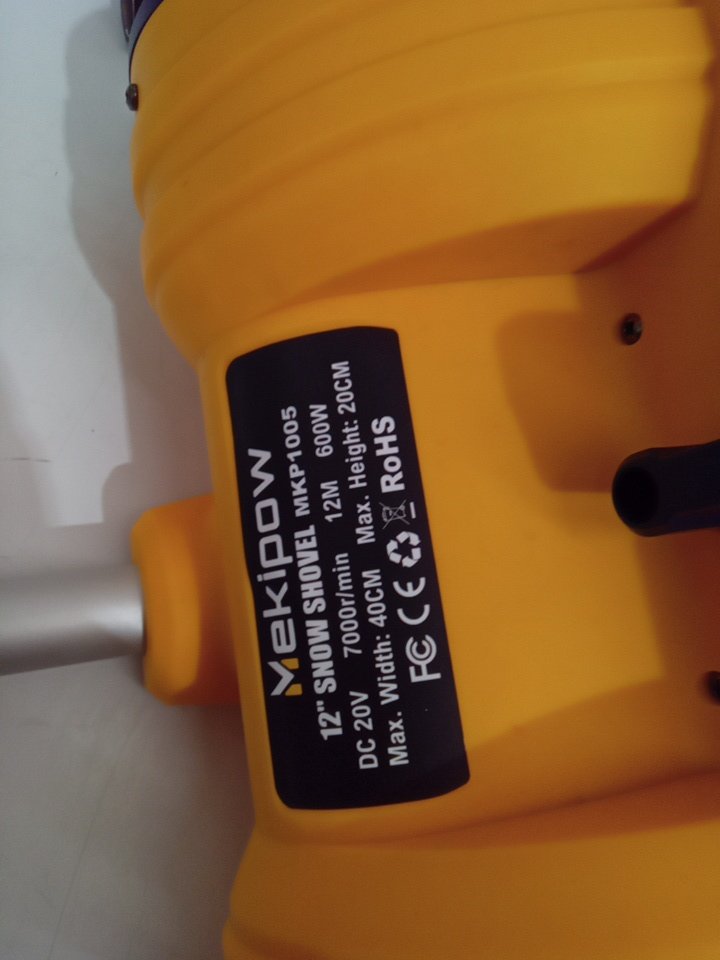 Mekipow
12" SNOW SHOVEL MKP1005
DC 20V 7000r/min 12M 600W
Max. Width: 40CM Max. Height: 20CM
FC CE RoHS